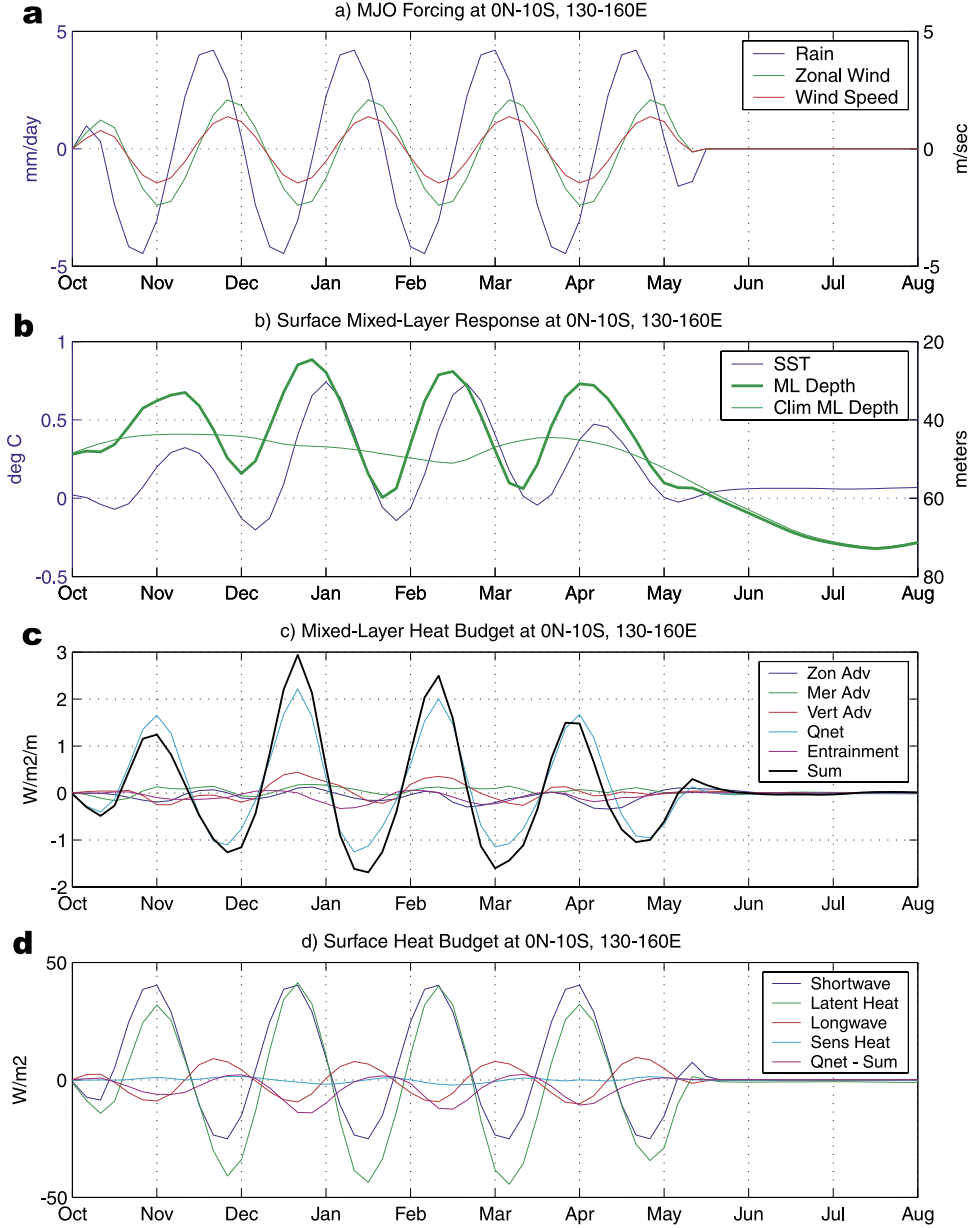 a
a) MJO Forcing at 0N-10S, 130-160E
5
0
-5
mm/day
5
0
-5
m/sec
Rain
Zonal Wind
Wind Speed
Oct Nov Dec Jan Feb Mar Apr May Jun Jul Aug
b
b) Surface Mixed-Layer Response at 0N-10S, 130-160E
1
0.5
0
-0.5
deg C
20
40
60
80
meters
SST
ML Depth
Clim ML Depth
Oct Nov Dec Jan Feb Mar Apr May Jun Jul Aug
c
c) Mixed-Layer Heat Budget at 0N-10S, 130-160E
3
2
1
0
-1
-2
W/m2/m
Zon Adv
Mer Adv
Vert Adv
Qnet
Entrainment
Sum
Oct Nov Dec Jan Feb Mar Apr May Jun Jul Aug
d
d) Surface Heat Budget at 0N-10S, 130-160E
50
0
-50
W/m2
Shortwave
Latent Heat
Longwave
Sens Heat
Qnet - Sum
Oct Nov Dec Jan Feb Mar Apr May Jun Jul Aug